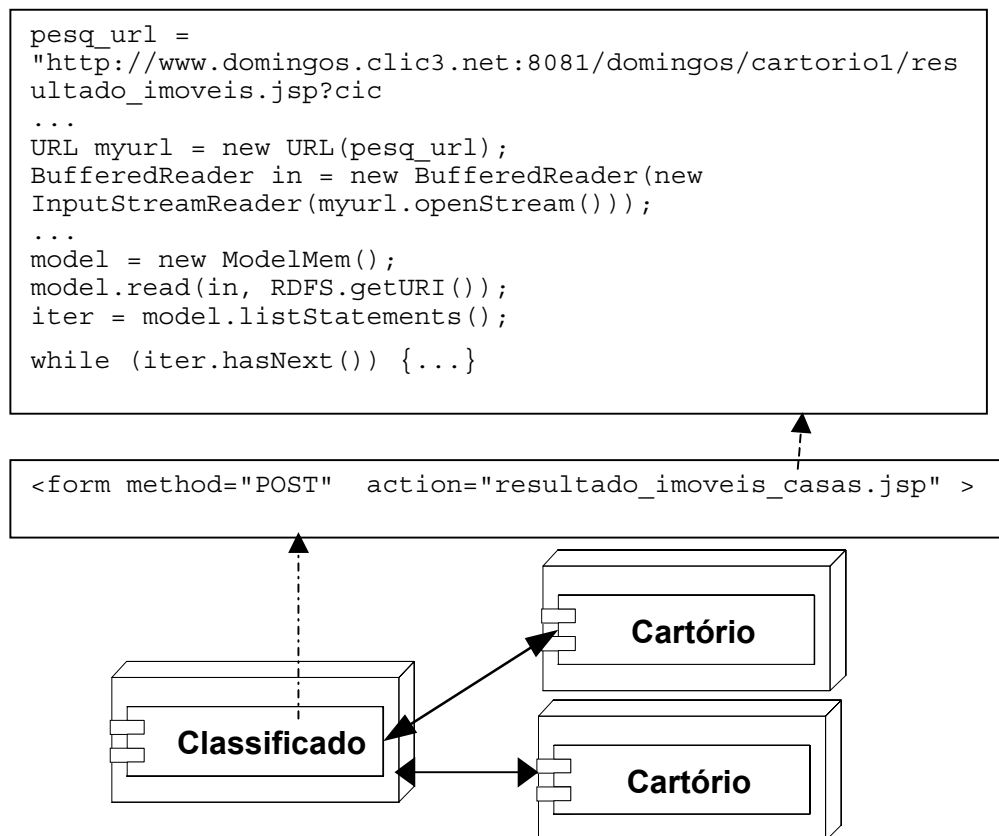 pesq_url =
"http://www.domingos.clic3.net:8081/domingos/cartorio1/res
ultado_imoveis.jsp?cic
...
URL myurl = new URL(pesq_url);
BufferedReader in = new BufferedReader(new
InputStreamReader(myurl.openStream()));
...
model = new ModelMem();
model.read(in, RDFS.getURI());
iter = model.listStatements();
while (iter.hasNext()) {...}
<form method="POST"  action="resultado_imoveis_casas.jsp" >
Cartório
Classificado
Cartório